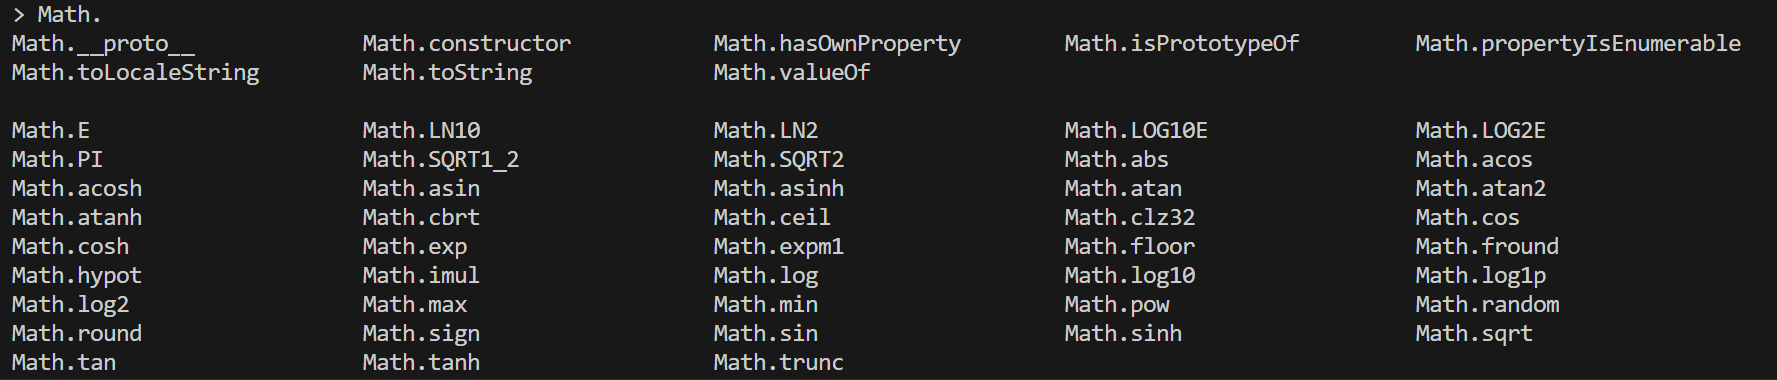 > Math.
Math.__proto__ Math.constructor Math.hasOwnProperty Math.isPrototypeOf Math.propertyIsEnumerable
Math.toLocaleString Math.toString Math.valueOf
Math.E Math.LN10 Math.LN2 Math.LOG10E Math.LOG2E
Math.PI Math.SQRT1_2 Math.SQRT2 Math.abs Math.acos
Math.acosh Math.asin Math.asinh Math.atan Math.atan2
Math.atanh Math.cbrt Math.ceil Math.clz32 Math.cos
Math.cosh Math.exp Math.expm1 Math.floor Math.fround
Math.hypot Math.imul Math.log Math.log10 Math.log1p
Math.log2 Math.max Math.min Math.pow Math.random
Math.round Math.sign Math.sin Math.sinh Math.sqrt
Math.tan Math.tanh Math.trunc